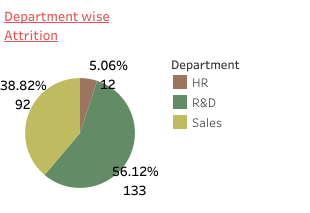 Department wise
Attrition
5.06%
12
38.82%
92
56.12%
133
Department
HR
R&D
Sales